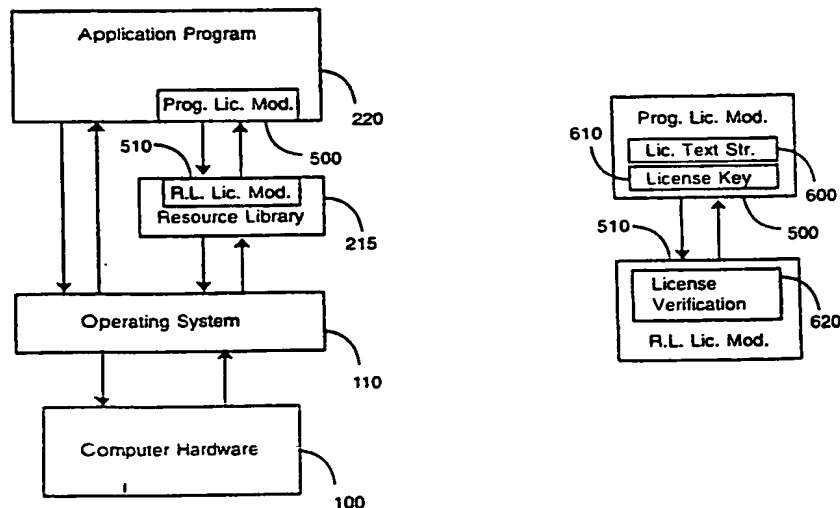 Application Program
Prog. Lic. Mod.
220
510
500
R.L. Lic. Mod.
Resource Library
215
Operating System
110
Computer Hardware
100
Prog. Lic. Mod.
610
Lic. Text Str.
License Key
600
510
500
License
Verification
620
R.L. Lic. Mod.